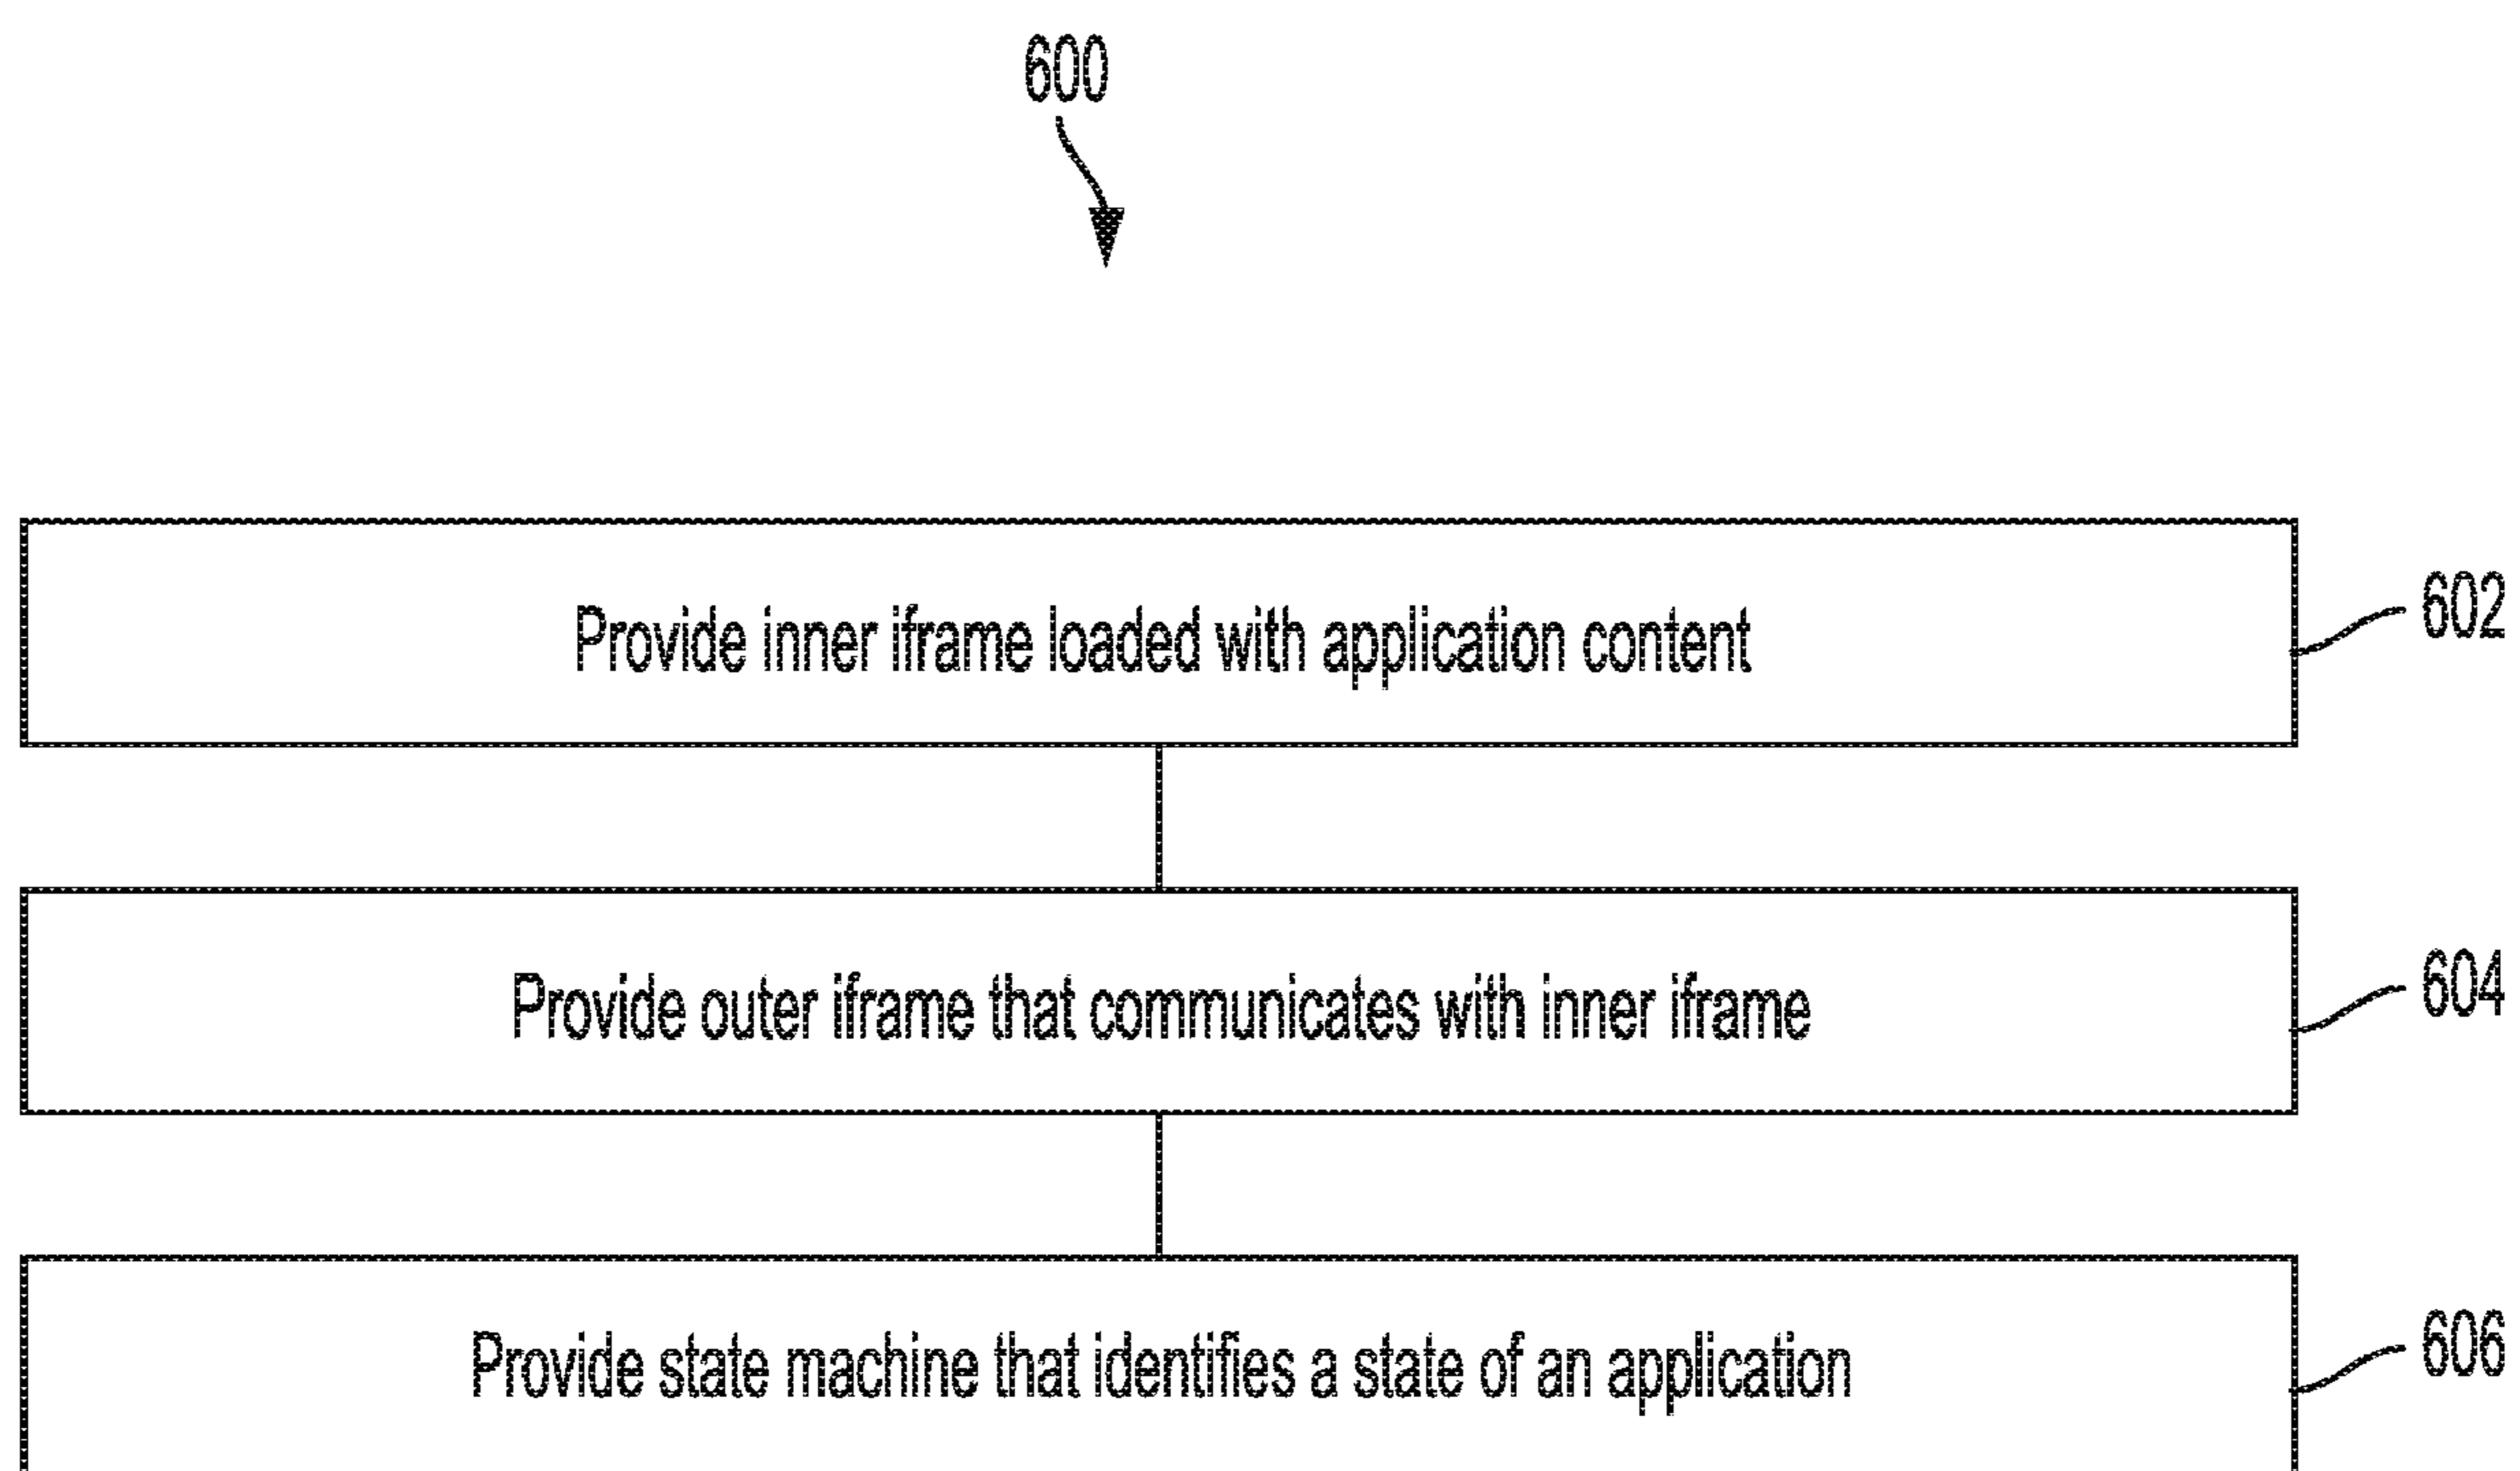 600
Provide inner iframe loaded with application content
602
Provide outer iframe that communicates with inner iframe
604
Provide state machine that identifies a state of an application
606